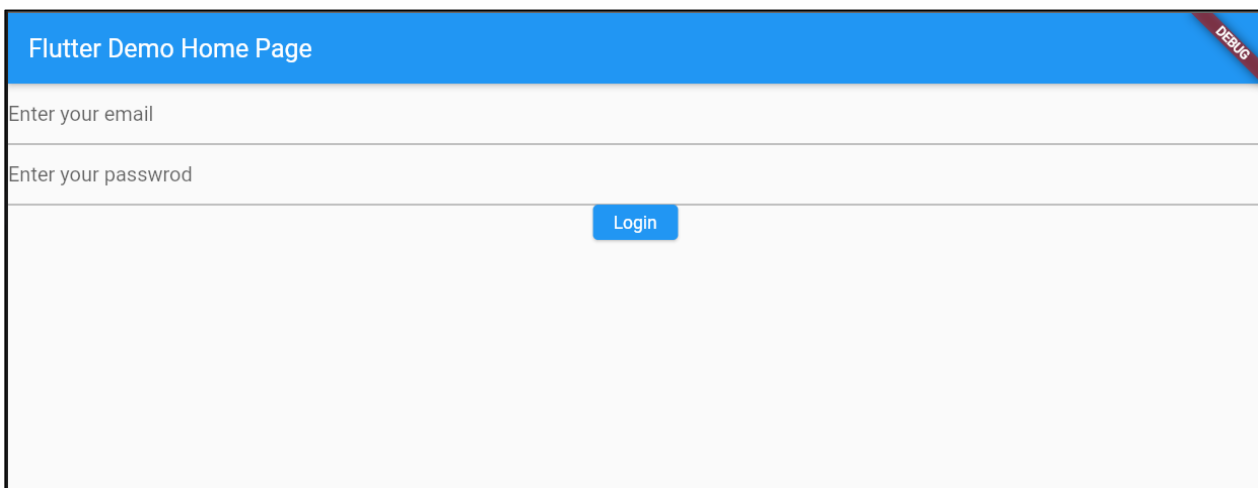 Flutter Demo Home Page
DEBUG
Enter your email
Enter your passwrod
Login